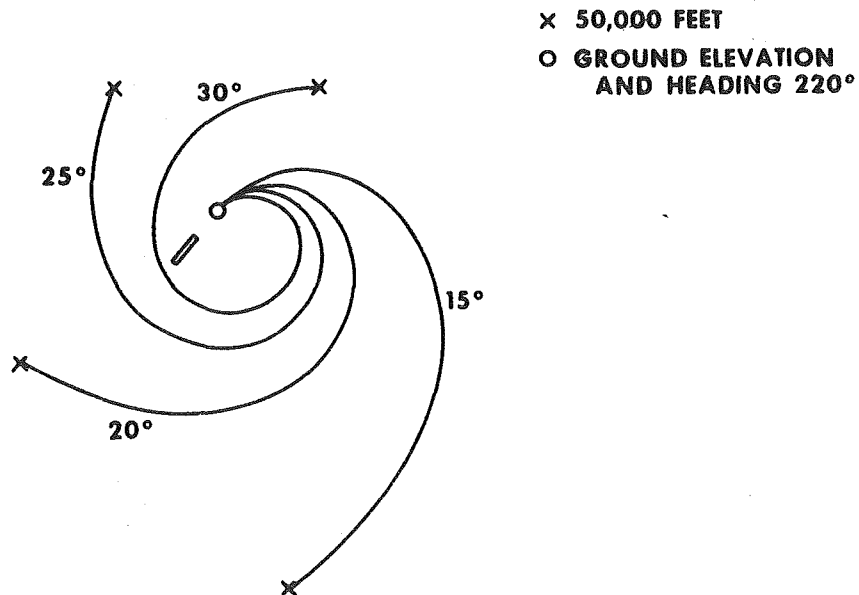 × 50,000 FEET
○ GROUND ELEVATION
AND HEADING 220°
30°
25°
15°
20°